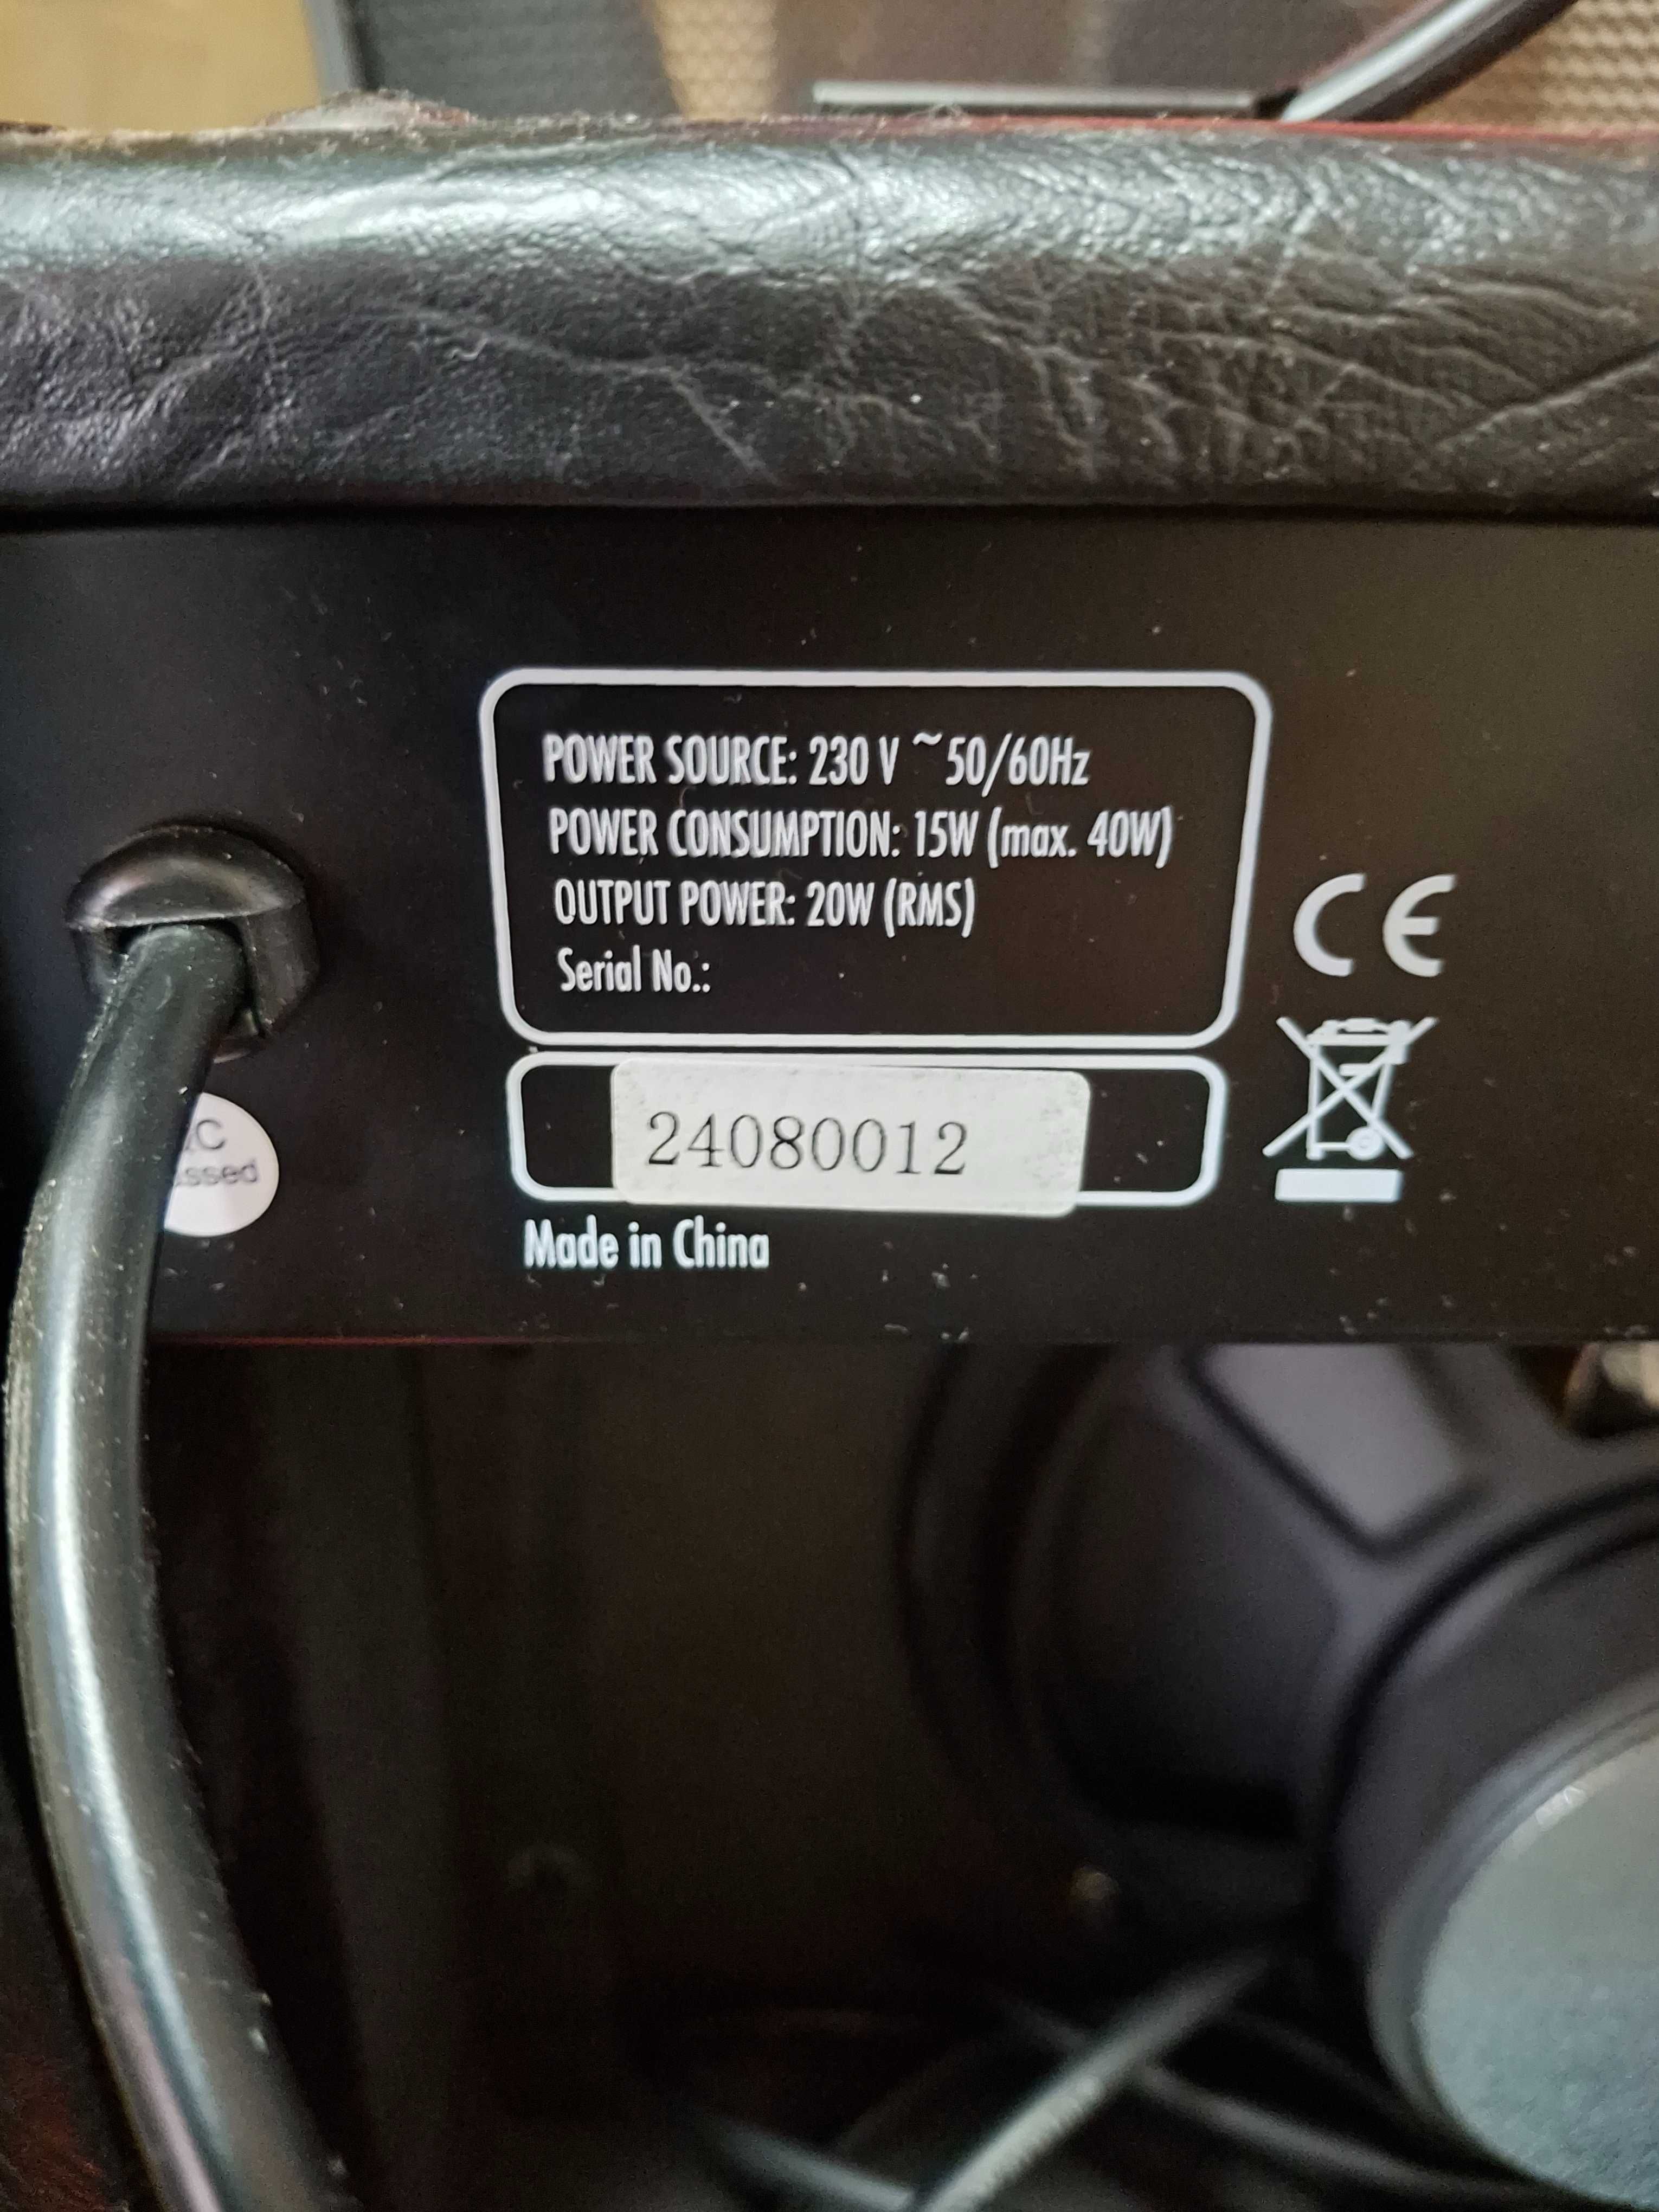 POWER SOURCE: 230 V ~ 50/60Hz
POWER CONSUMPTION: 15W (max. 40W)
OUTPUT POWER: 20W (RMS)
Serial No.:
CE
24080012
Made in China